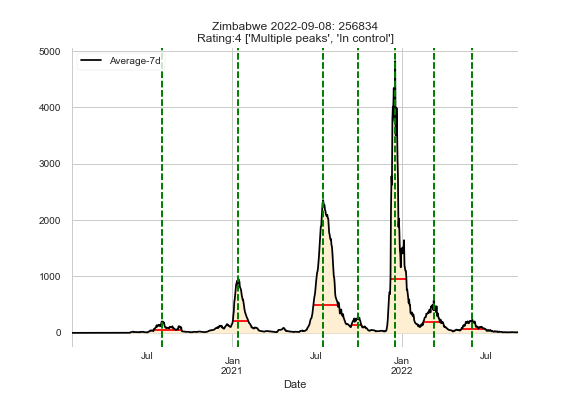 Zimbabwe 2022-09-08: 256834
Rating:4 ['Multiple peaks', 'In control']
5000
Average-7d
4000
3000
2000
1000
0
Jul
Jan
2021
Jul
Jan
2022
Jul
Date